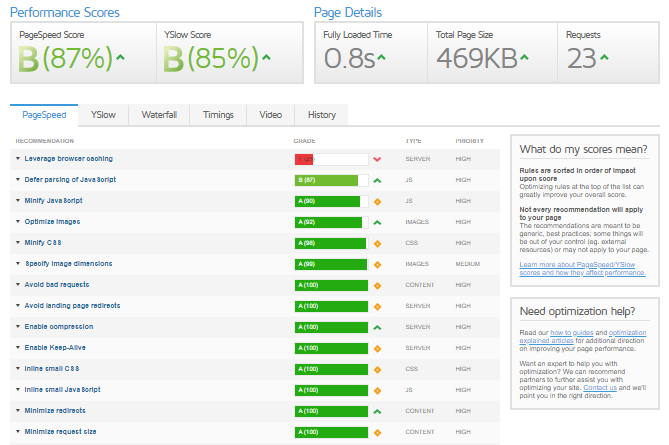 Performance Scores
Page Details
PageSpeed Score
B (87%)
YSlow Score
B (85%)
Fully Loaded Time
0.8s
Total Page Size
469KB
Requests
23
PageSpeed YSlow Waterfall Timings Video History
RECOMMENDATION GRADE TYPE PRIORITY
Leverage browser caching SERVER HIGH
Defer parsing of JavaScript B (87) JS HIGH
Minify JavaScript A (90) JS HIGH
Optimize images A (92) IMAGES HIGH
Minify CSS A (98) CSS HIGH
Specify image dimensions A (99) IMAGES MEDIUM
Avoid bad requests A (100) CONTENT HIGH
Avoid landing page redirects A (100) SERVER HIGH
Enable compression A (100) SERVER HIGH
Enable Keep-Alive A (100) SERVER HIGH
Inline small CSS A (100) CSS HIGH
Inline small JavaScript A (100) JS HIGH
Minimize redirects A (100) CONTENT HIGH
Minimize request size A (100) CONTENT HIGH
What do my scores mean?
Rules are sorted in order of impact
upon score
Optimizing rules at the top of the list can
greatly improve your overall score.
Not every recommendation will apply
to your page
The recommendations are meant to be
generic, best practices; some things will
be out of your control (eg. external
resources) or may not apply to your page.
Learn more about PageSpeed/YSlow
scores and how they affect performance.
Need optimization help?
Read our how to guides and optimization
explained articles for additional direction
on improving your page performance.
Want an expert to help you with
optimization? We can recommend
partners to further assist you with
optimizing your site. Contact us and we'll
point you in the right direction.